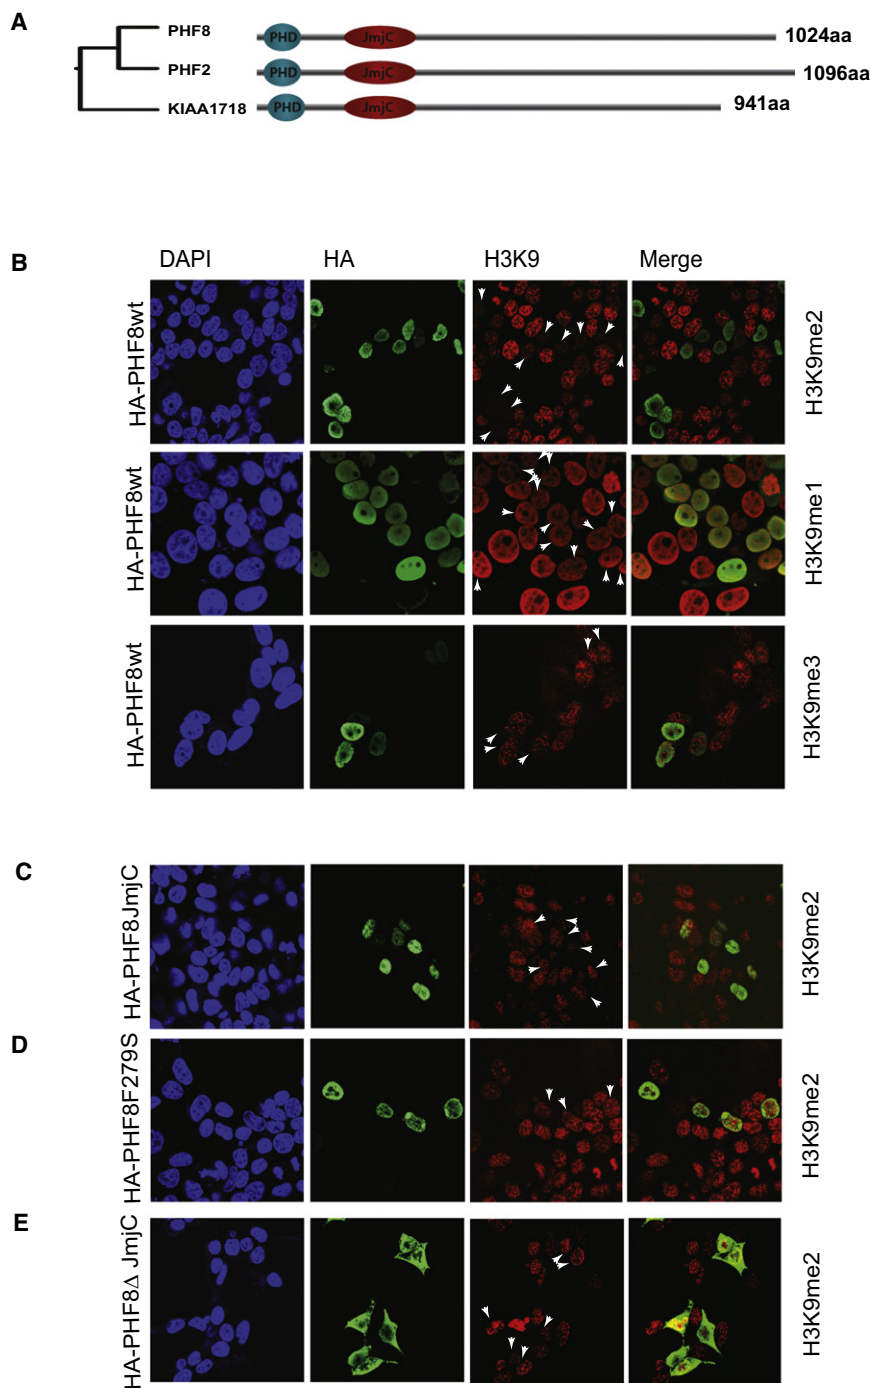 A
PHF8
PHD
JmjC
1024aa
PHF2
PHD
JmjC
1096aa
KIAA1718
PHD
JmjC
941aa
B
DAPI
HA
H3K9
Merge
HA-PHF8wt
H3K9me2
HA-PHF8wt
H3K9me1
HA-PHF8wt
H3K9me3
C
HA-PHF8JmjC
H3K9me2
D
HA-PHF8F279S
H3K9me2
E
HA-PHF8Δ JmjC
H3K9me2